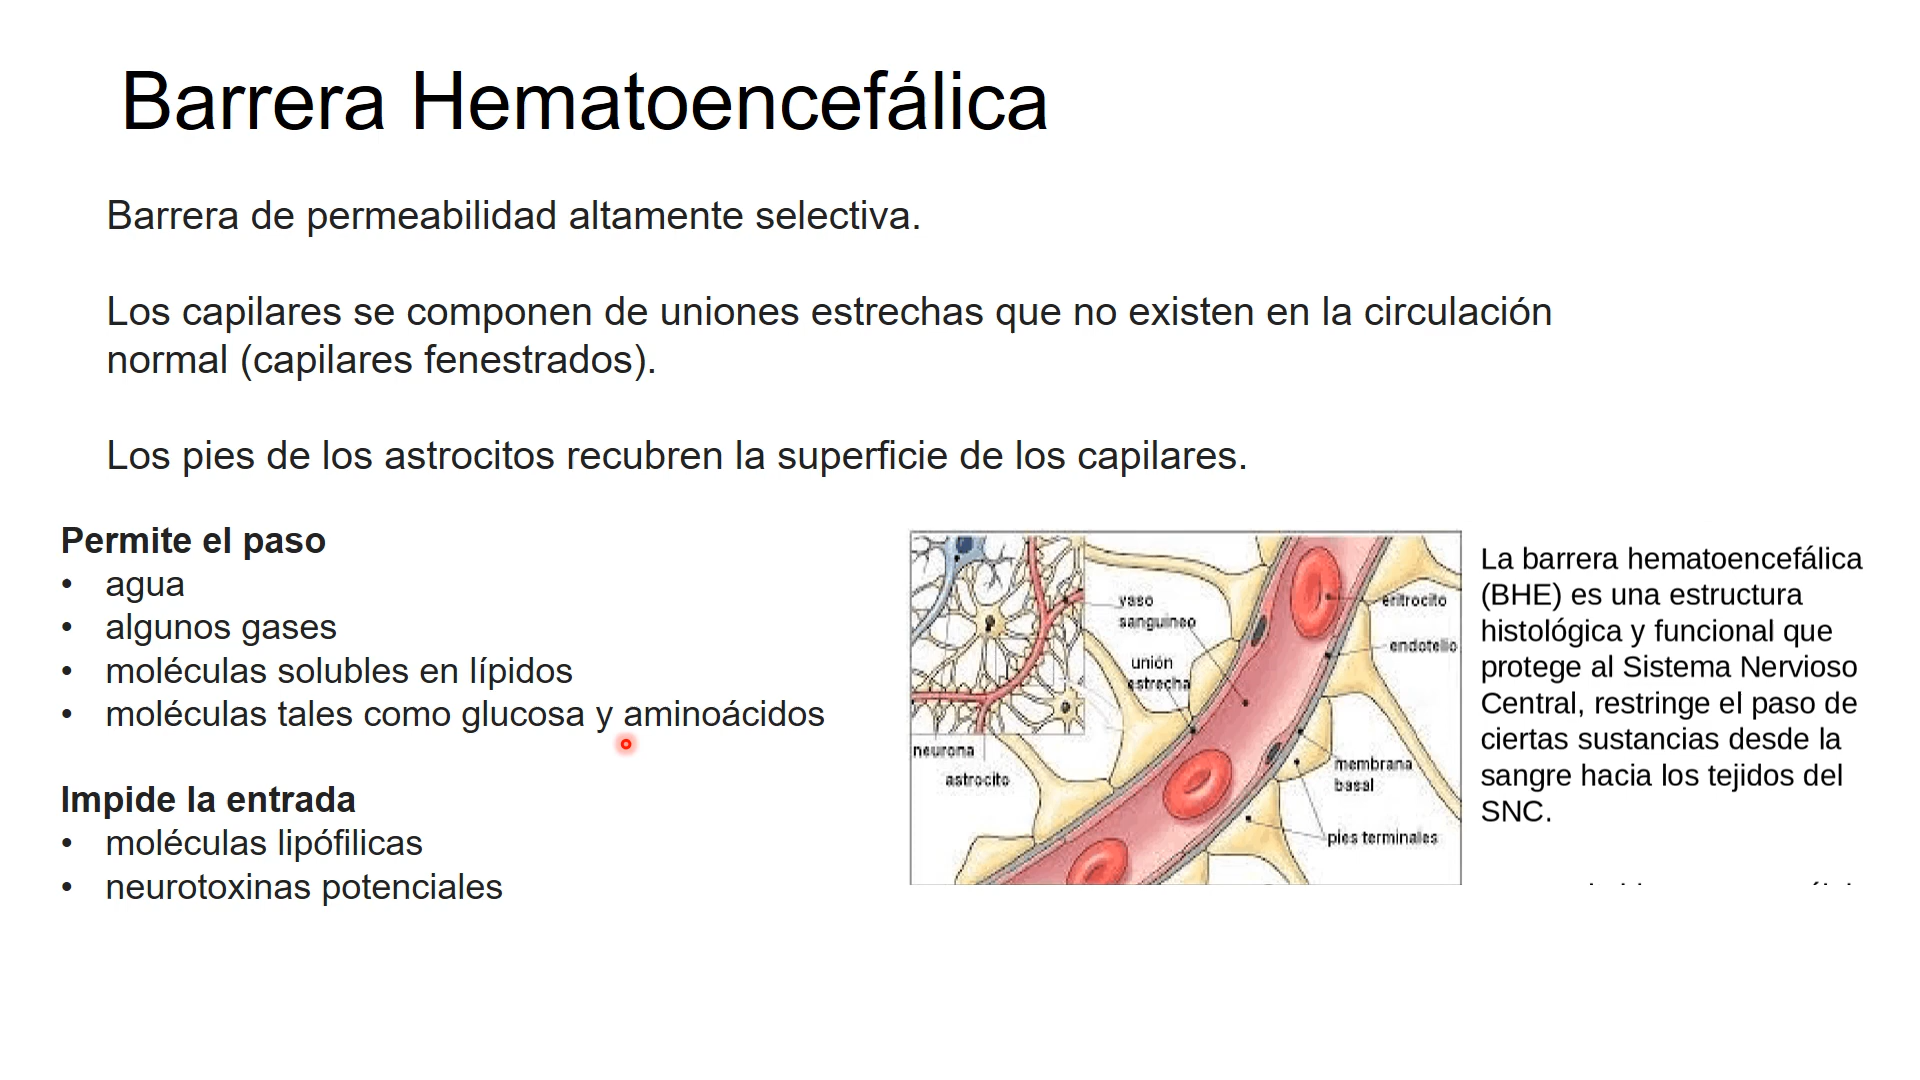 Barrera Hematoencefálica
Barrera de permeabilidad altamente selectiva.
Los capilares se componen de uniones estrechas que no existen en la circulación
normal (capilares fenestrados).
Los pies de los astrocitos recubren la superficie de los capilares.
Permite el paso
• agua
• algunos gases
• moléculas solubles en lípidos
• moléculas tales como glucosa y aminoácidos
Impide la entrada
• moléculas lipófilicas
• neurotoxinas potenciales
vaso
sanguineo
unión
estrecha
neurona
astrocito
eritrocito
endotelio
membrana
basal
pies terminales
La barrera hematoencefálica
(BHE) es una estructura
histológica y funcional que
protege al Sistema Nervioso
Central, restringe el paso de
ciertas sustancias desde la
sangre hacia los tejidos del
SNC.